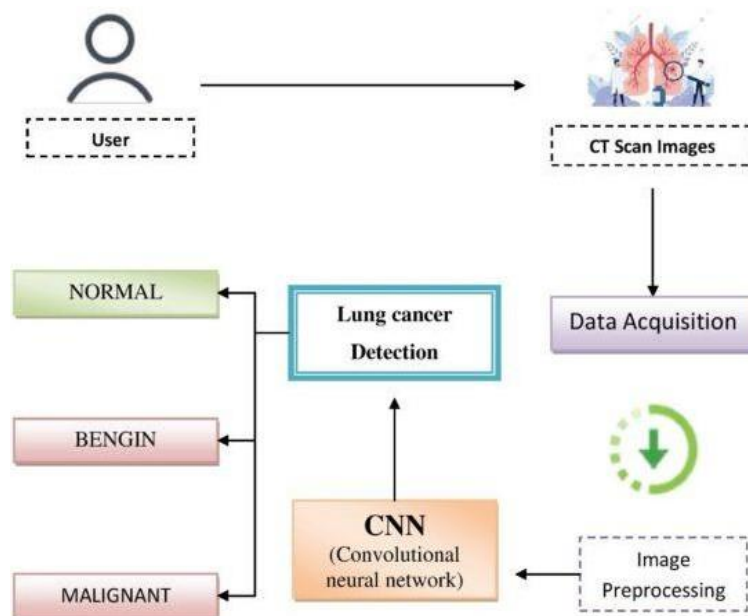 User
CT Scan Images
NORMAL
Lung cancer
Detection
Data Acquisition
BENGIN
CNN
(Convolutional
neural network)
Image
Preprocessing
MALIGNANT